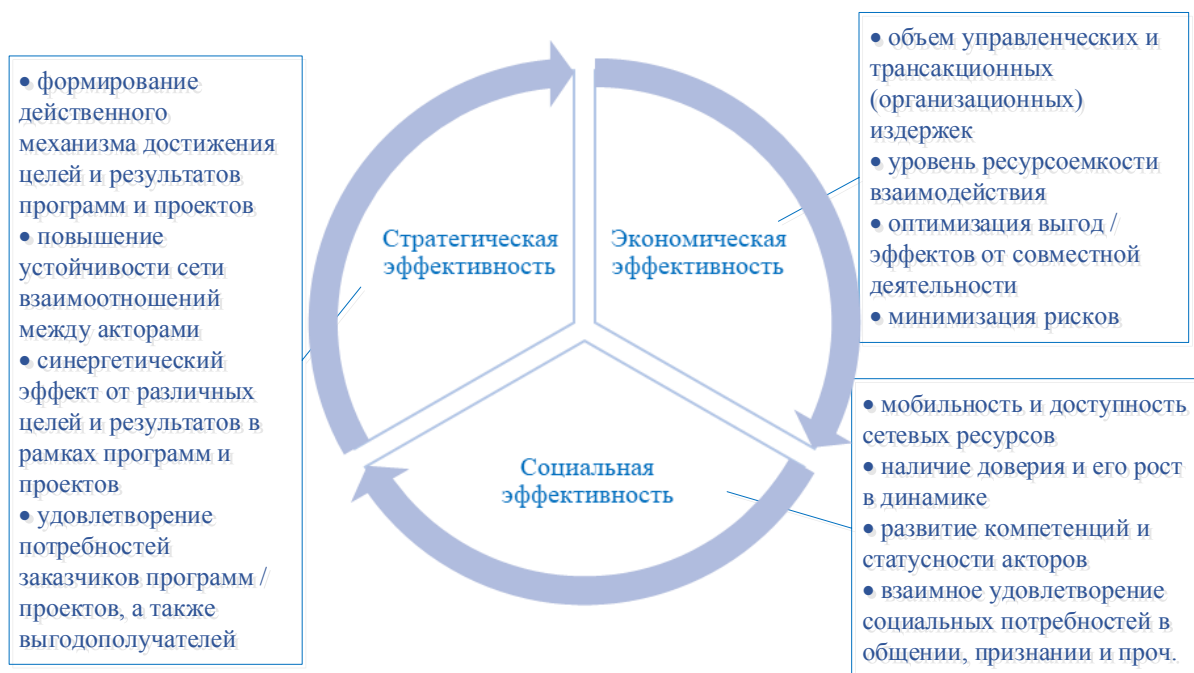 • формирование
действенного
механизма достижения
целей и результатов
программ и проектов
• повышение
устойчивости сети
взаимоотношений
между акторами
• синергетический
эффект от различных
целей и результатов в
рамках программ и
проектов
• удовлетворение
потребностей
заказчиков программ /
проектов, а также
выгодополучателей
Стратегическая
эффективность
Экономическая
эффективность
Социальная
эффективность
• объем управленческих и
трансакционных
(организационных)
издержек
• уровень ресурсоемкости
взаимодействия
• оптимизация выгод /
эффектов от совместной
деятельности
• минимизация рисков
• мобильность и доступность
сетевых ресурсов
• наличие доверия и его рост
в динамике
• развитие компетенций и
статусности акторов
• взаимное удовлетворение
социальных потребностей в
общении, признании и проч.